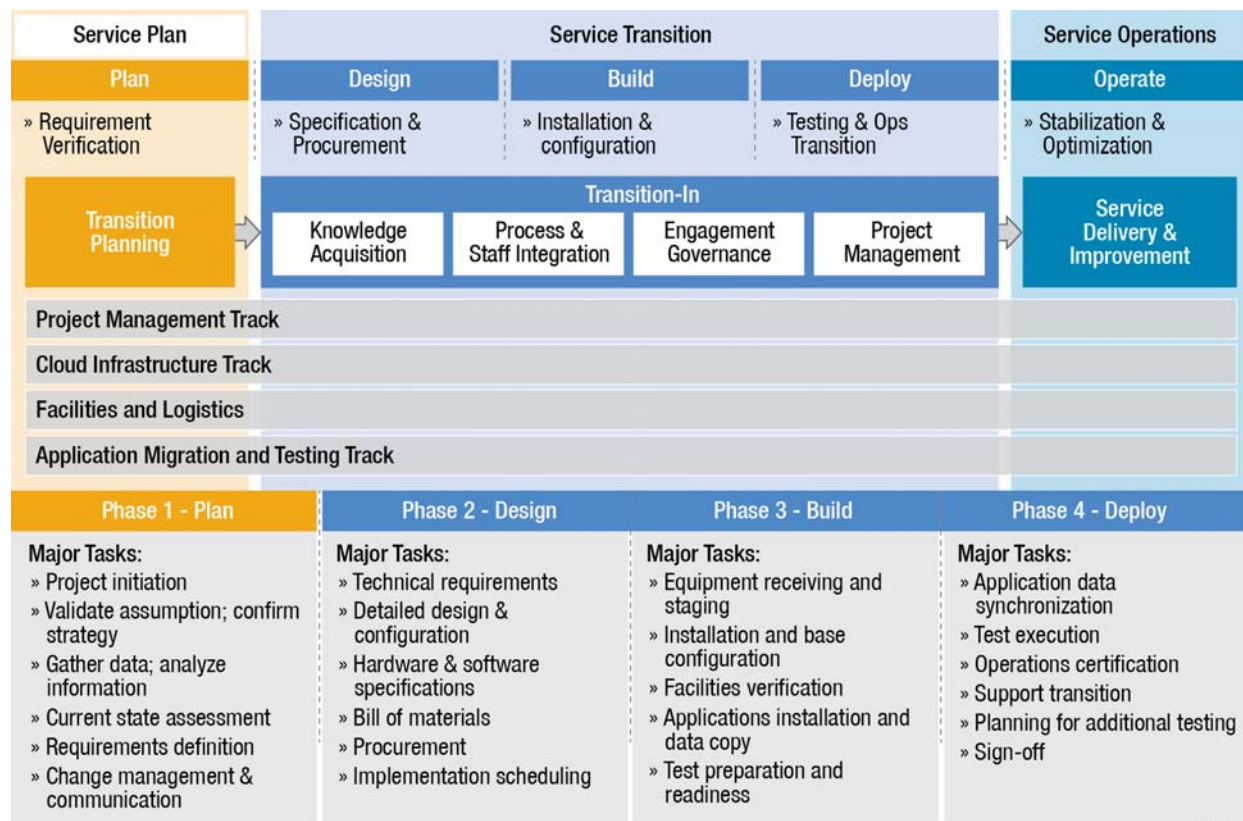 Service Plan
Service Transition
Service Operations
Plan
Design
Build
Deploy
Operate
» Requirement
Verification
» Specification &
Procurement
» Installation &
configuration
» Testing & Ops
Transition
» Stabilization &
Optimization
Transition
Planning
Transition-In
Knowledge
Acquisition
Process &
Staff Integration
Engagement
Governance
Project
Management
Service
Delivery &
Improvement
Project Management Track
Cloud Infrastructure Track
Facilities and Logistics
Application Migration and Testing Track
Phase 1 - Plan
Major Tasks:
» Project initiation
» Validate assumption; confirm
strategy
» Gather data; analyze
information
» Current state assessment
» Requirements definition
» Change management &
communication
Phase 2 - Design
Major Tasks:
» Technical requirements
» Detailed design &
configuration
» Hardware & software
specifications
» Bill of materials
» Procurement
» Implementation scheduling
Phase 3 - Build
Major Tasks:
» Equipment receiving and
staging
» Installation and base
configuration
» Facilities verification
» Applications installation and
data copy
» Test preparation and
readiness
Phase 4 - Deploy
Major Tasks:
» Application data
synchronization
» Test execution
» Operations certification
» Support transition
» Planning for additional testing
» Sign-off